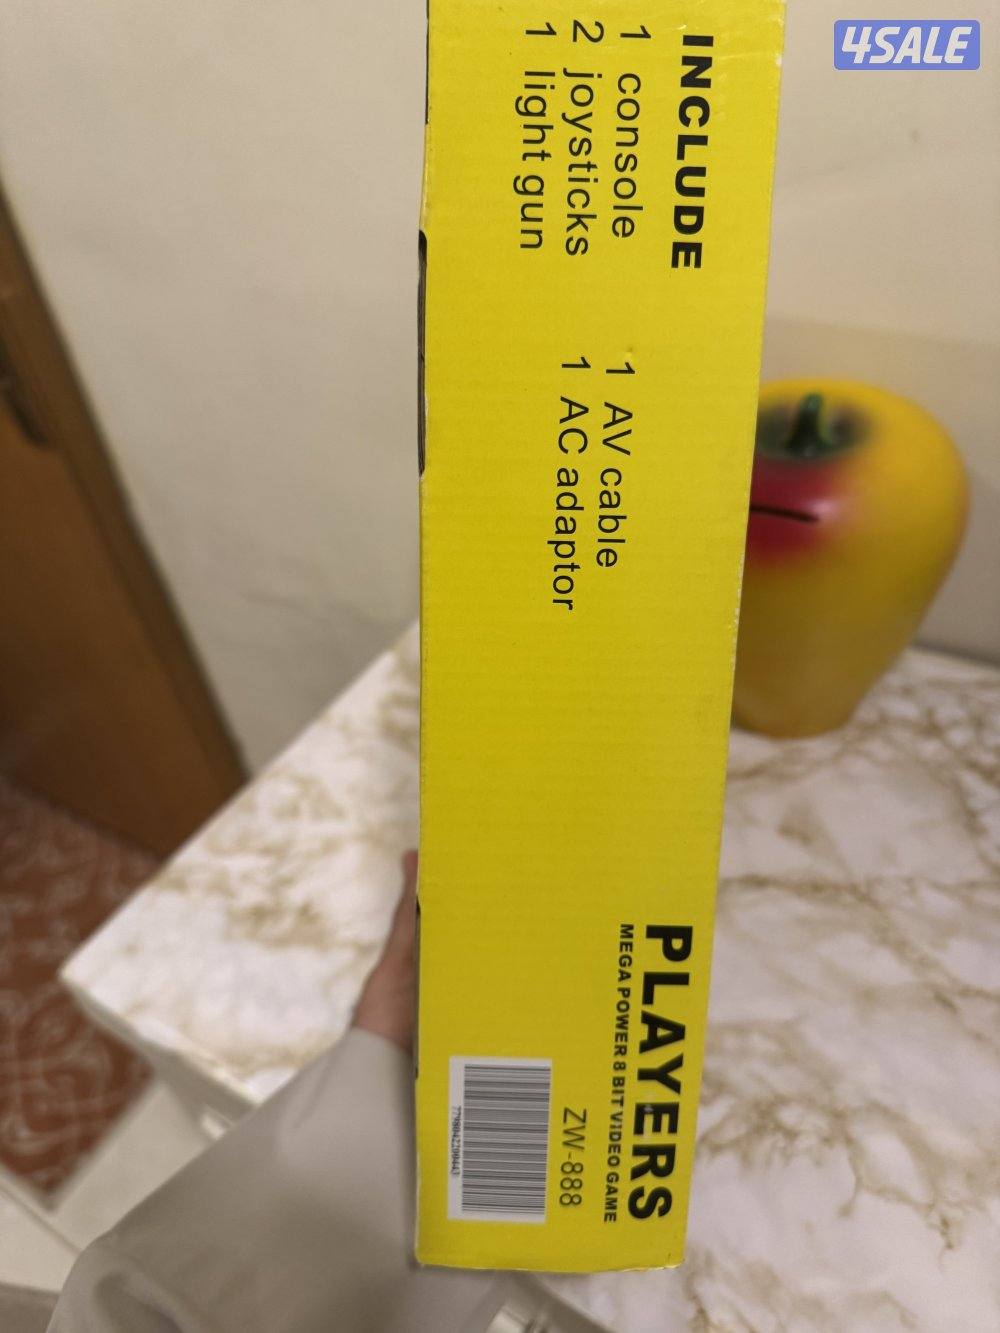 4SALE
INCLUDE
1 console
2 joysticks
1 light gun
1 AV cable
1 AC adaptor
PLAYERS
MEGA POWER 8 BIT VIDEO GAME
ZW-888